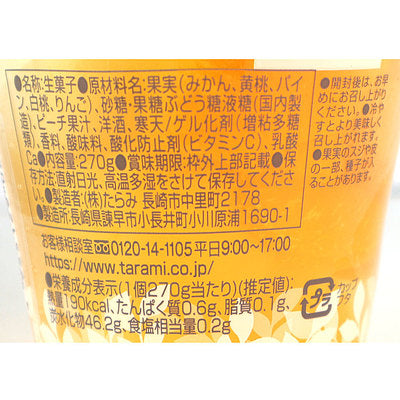 ●名称:生菓子●原材料名:果実(みかん、黄桃、パイ
ン、白桃、りんご)、砂糖・果糖ぶどう糖液糖(国内製
造)、ピーチ果汁、洋酒、寒天/ゲル化剤(増粘多糖
類)、香料、酸味料、酸化防止剤(ビタミンC)、乳酸
Ca●内容量:270g●賞味期限:枠外上部記載●保
存方法:直射日光、高温多湿をさけて保存してくださ
い。●製造者:(株)たらみ 長崎市中里町2178
●製造所:長崎県諫早市小長井町小川原浦1690-1
お客様相談室 0120-14-1105 平日9:00~17:00
https://www.tarami.co.jp/
●栄養成分表示(1個270g当たり)(推定値):
熱量190kcal、たんぱく質0.6g、脂質0.1g、
炭水化物46.2g、食塩相当量0.2g
●開封後は、お早
めにお召し上がり
ください。●冷や
すとより美味しく
召し上がれます。
●果実のスジや皮
の一部、種子が入
ることがあります。
プラ
カップ
フタ